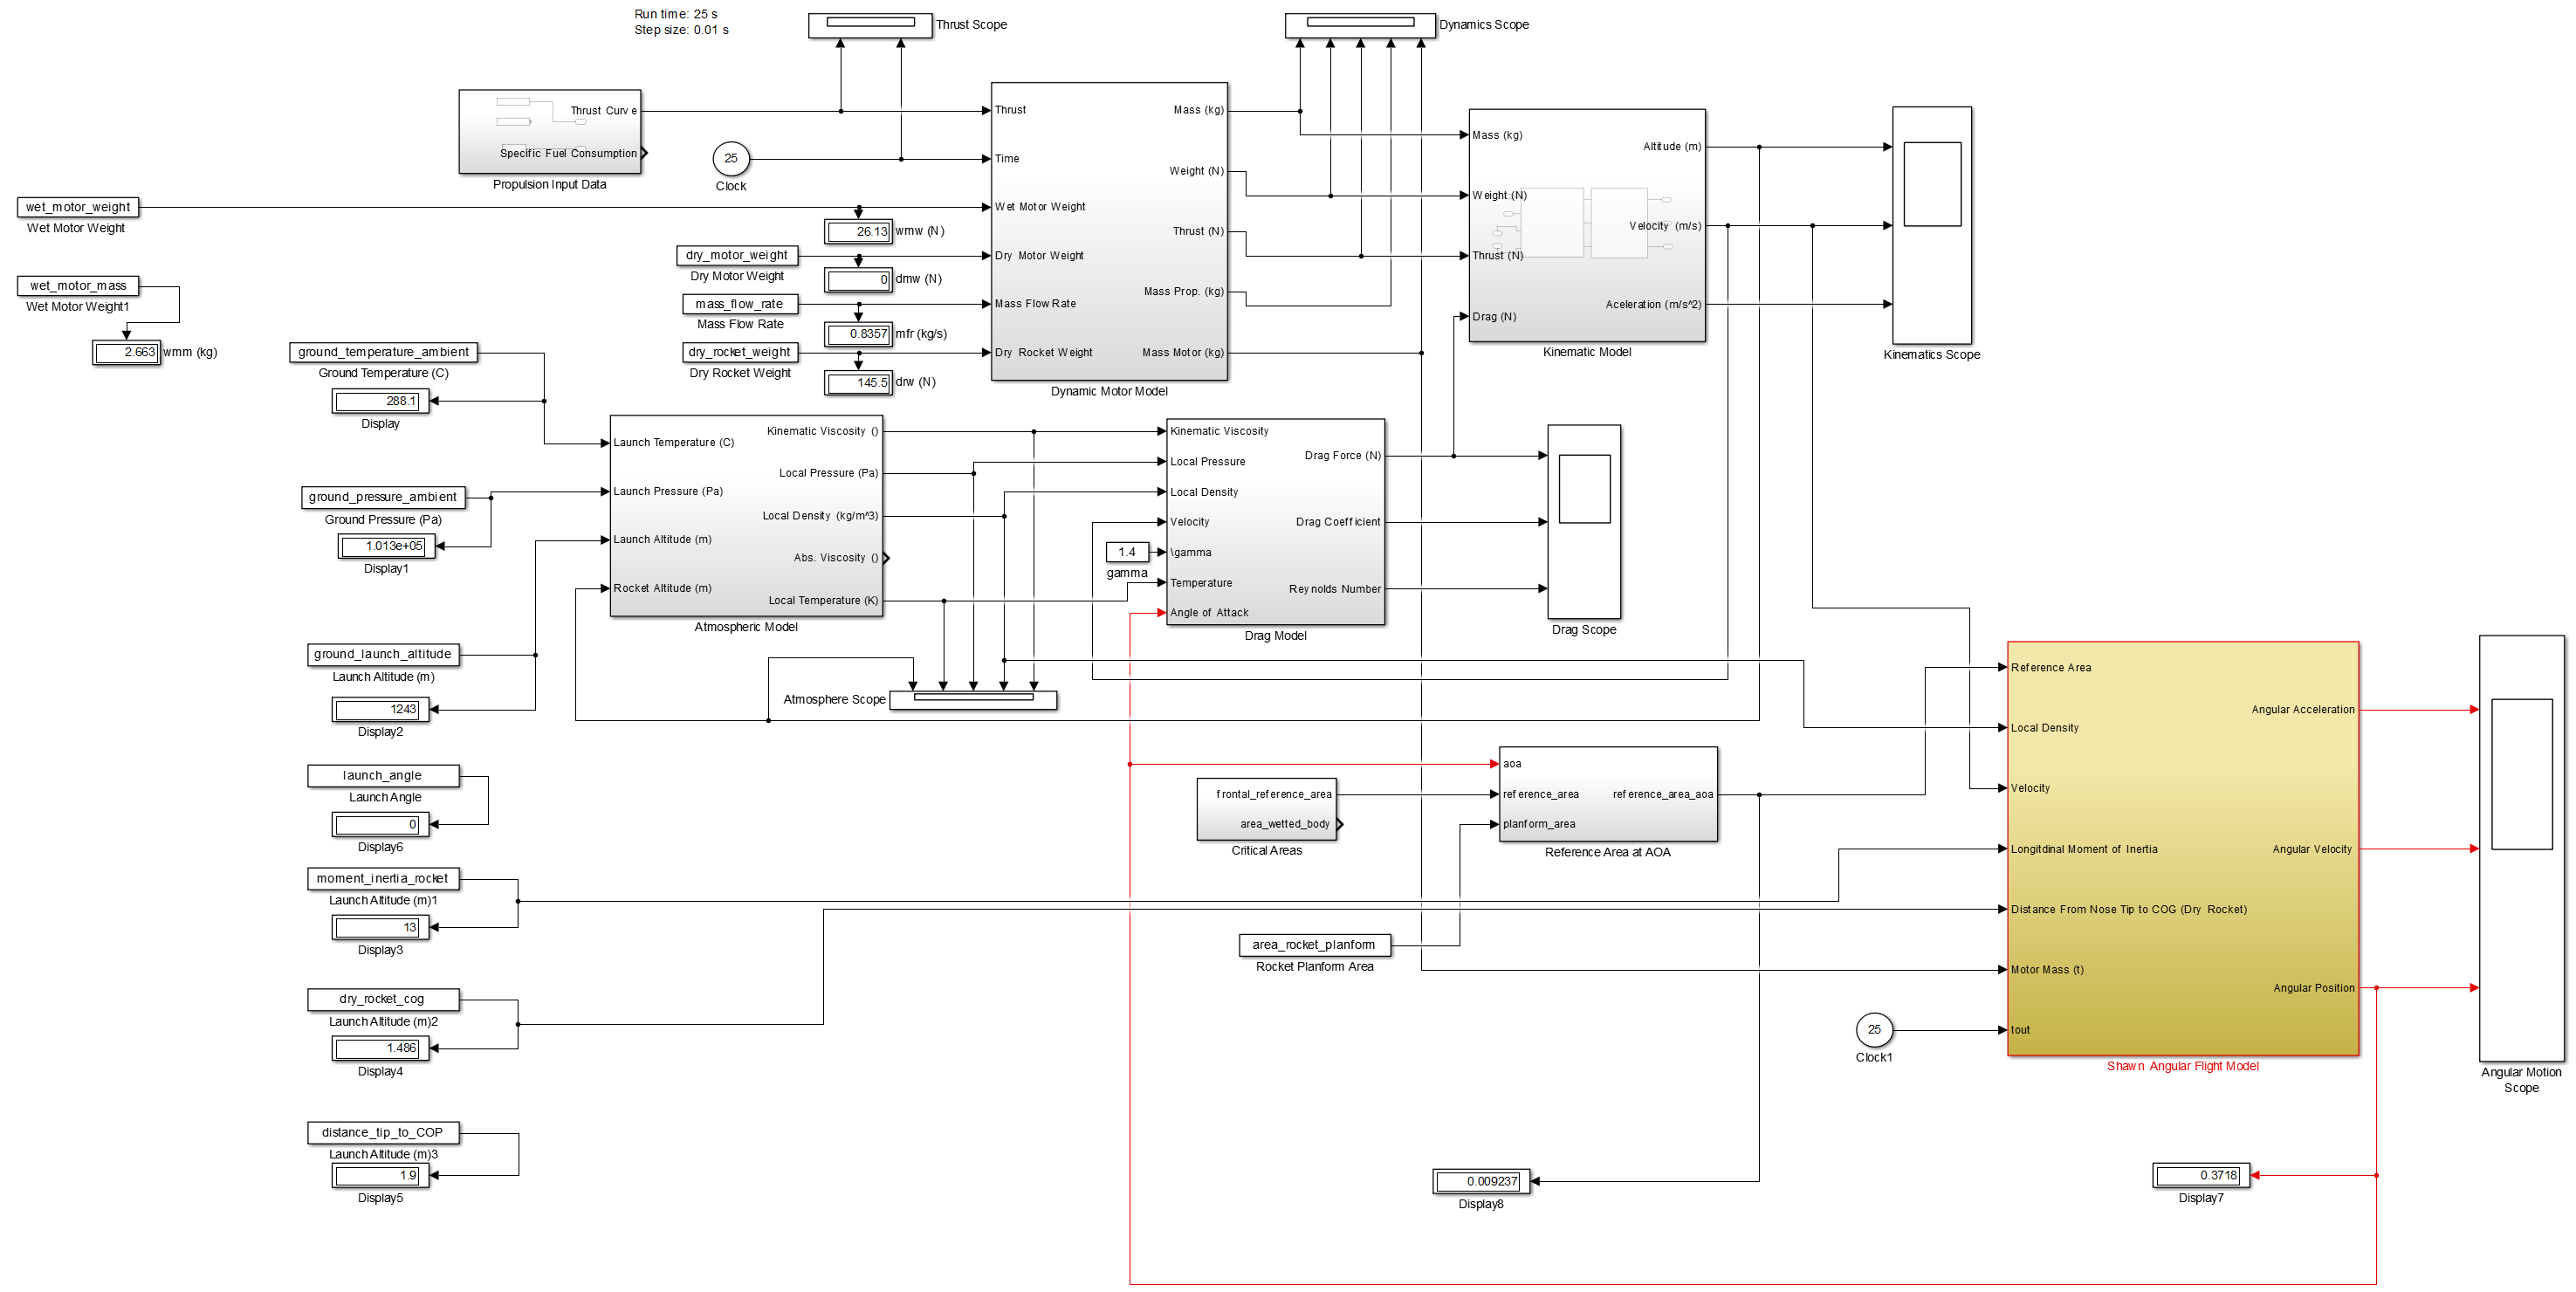 Run time: 25 s
Step size: 0.01 s
Thrust Scope
Dynamics Scope
Thrust Curve
Specific Fuel Consumption
Propulsion Input Data
25
Clock
wet_motor_weight
Wet Motor Weight
26.13
wmw (N)
dry_motor_weight
Dry Motor Weight
0
dmw (N)
wet_motor_mass
Wet Motor Weight1
2.663
wmm (kg)
mass_flow_rate
Mass Flow Rate
0.8357
mfr (kg/s)
dry_rocket_weight
Dry Rocket Weight
145.5
drw (N)
Thrust
Time
Wet Motor Weight
Dry Motor Weight
Mass Flow Rate
Dry Rocket Weight
Mass (kg)
Weight (N)
Thrust (N)
Mass Prop. (kg)
Mass Motor (kg)
Dynamic Motor Model
Mass (kg)
Weight (N)
Thrust (N)
Drag (N)
Altitude (m)
Velocity (m/s)
Aceleration (m/s^2)
Kinematic Model
Kinematics Scope
ground_temperature_ambient
Ground Temperature (C)
288.1
Display
ground_pressure_ambient
Ground Pressure (Pa)
1.013e+05
Display1
ground_launch_altitude
Launch Altitude (m)
1243
Display2
Launch Temperature (C)
Launch Pressure (Pa)
Launch Altitude (m)
Rocket Altitude (m)
Kinematic Viscosity ()
Local Pressure (Pa)
Local Density (kg/m^3)
Abs. Viscosity ()
Local Temperature (K)
Atmospheric Model
Atmosphere Scope
1.4
gamma
Kinematic Viscosity
Local Pressure
Local Density
Velocity
\gamma
Temperature
Angle of Attack
Drag Force (N)
Drag Coefficient
Reynolds Number
Drag Model
Drag Scope
launch_angle
Launch Angle
0
Display6
moment_inertia_rocket
Launch Altitude (m)1
13
Display3
dry_rocket_cog
Launch Altitude (m)2
1.486
Display4
distance_tip_to_COP
Launch Altitude (m)3
1.9
Display5
frontal_reference_area
area_wetted_body
Critical Areas
area_rocket_planform
Rocket Planform Area
aoa
reference_area
planform_area
reference_area_aoa
Reference Area at AOA
0.009237
Display8
25
Clock1
Reference Area
Local Density
Velocity
Longitdinal Moment of Inertia
Distance From Nose Tip to COG (Dry Rocket)
Motor Mass (t)
tout
Angular Acceleration
Angular Velocity
Angular Position
Shawn Angular Flight Model
Angular Motion
Scope
0.3718
Display7